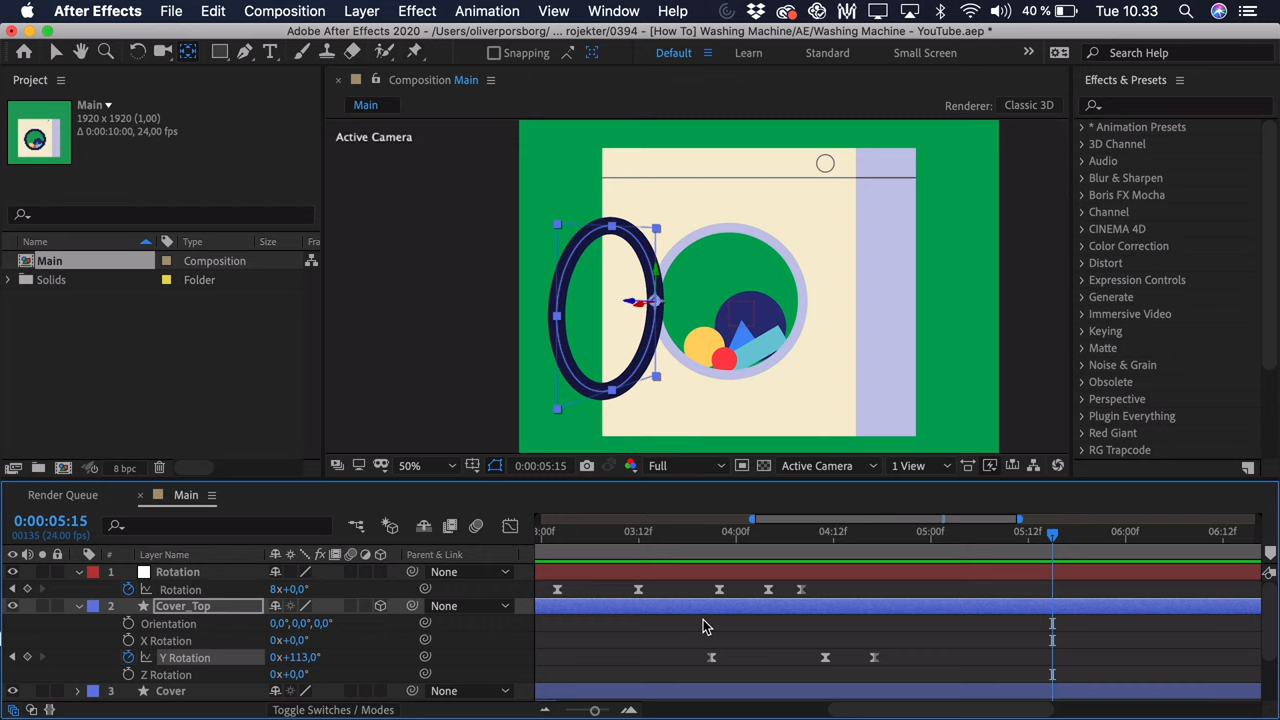 After Effects File Edit Composition Layer Effect Animation View Window Help 40 % Tue 10.33
Adobe After Effects 2020 - /Users/oliverporsborg/ rojekter/0394 - [How To] Washing Machine/AE/Washing Machine - YouTube.aep *
Snapping Default Learn Standard Small Screen Search Help
Project
Main
1920 x 1920 (1,00)
Δ 0:00:10:00, 24,00 fps
Name Type Size Fra
Main Composition
Solids Folder
8 bpc
Composition Main
Main
Renderer: Classic 3D
Active Camera
50% 0:00:05:15 Full Active Camera 1 View
Effects & Presets
* Animation Presets
3D Channel
Audio
Blur & Sharpen
Boris FX Mocha
Channel
CINEMA 4D
Color Correction
Distort
Expression Controls
Generate
Immersive Video
Keying
Matte
Noise & Grain
Obsolete
Perspective
Plugin Everything
Red Giant
RG Trapcode
Render Queue Main
0:00:05:15
00135 (24.00 fps)
:00f 03:12f 04:00f 04:12f 05:00f 05:12f 06:00f 06:12f
# Layer Name fx Parent & Link
1 Rotation None
Rotation 8x+0,0°
2 Cover_Top None
Orientation 0,0°,0,0°,0,0°
X Rotation 0x+0,0°
Y Rotation 0x+113,0°
Z Rotation 0x+0,0°
3 Cover None
Toggle Switches / Modes